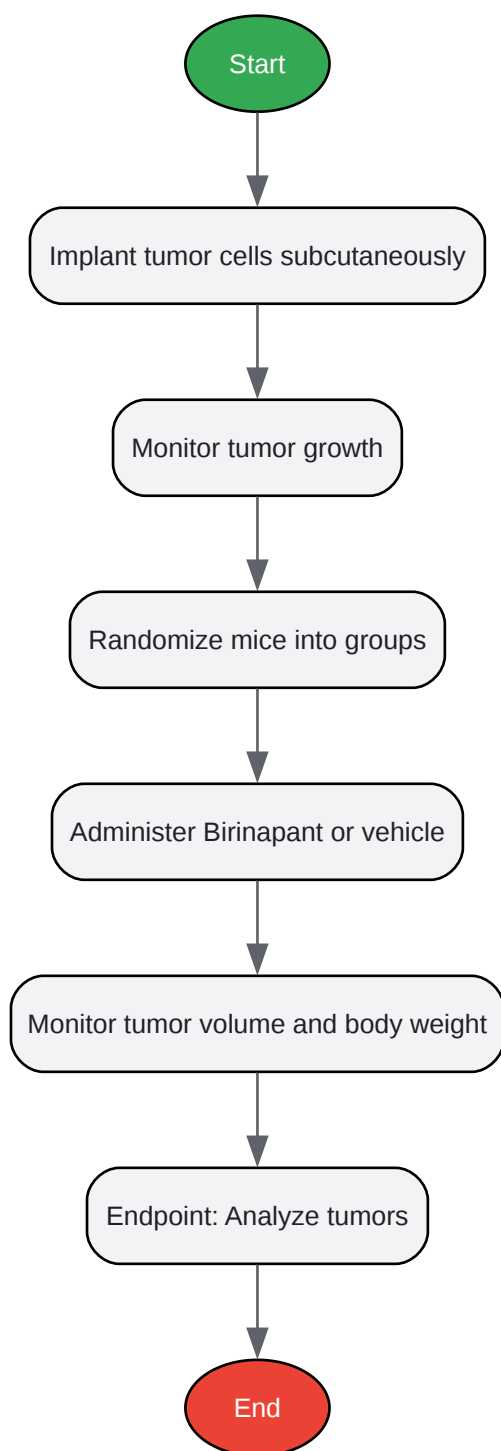 Start
Implant tumor cells subcutaneously
Monitor tumor growth
Randomize mice into groups
Administer Birinapant or vehicle
Monitor tumor volume and body weight
Endpoint: Analyze tumors
End